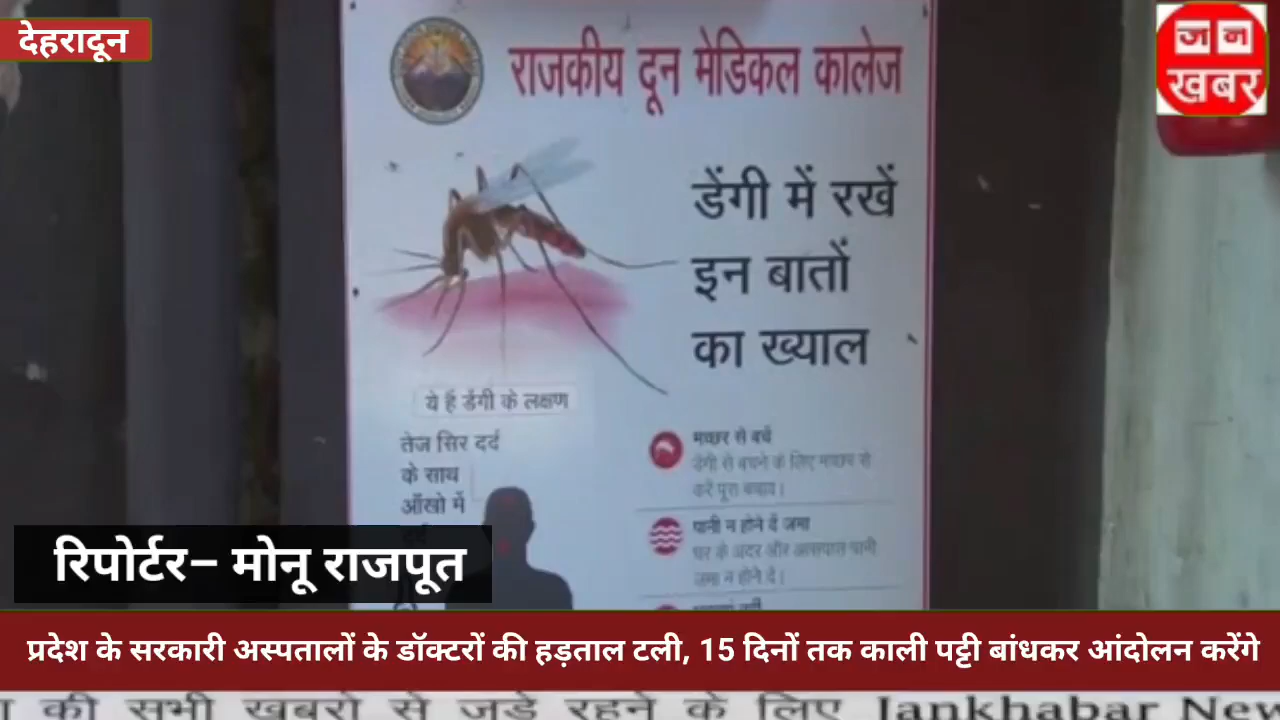 देहरादून
जन
खबर
राजकीय दून मेडिकल कालेज
डेंगी में रखें
इन बातों
का ख्याल
ये हैं डेंगी के लक्षण
तेज सिर दर्द
के साथ
आँखो में
मच्छर से बचें
डेंगी से बचने के लिए मच्छर से
करें पूरा बचाव।
पानी न होने दें जमा
घर के अंदर और आसपास पानी
जमा न होने दें।
रिपोर्टर– मोनू राजपूत
प्रदेश के सरकारी अस्पतालों के डॉक्टरों की हड़ताल टली, 15 दिनों तक काली पट्टी बांधकर आंदोलन करेंगे
की सभी खबरो से जुड़े रहने के लिए Jankhabar New